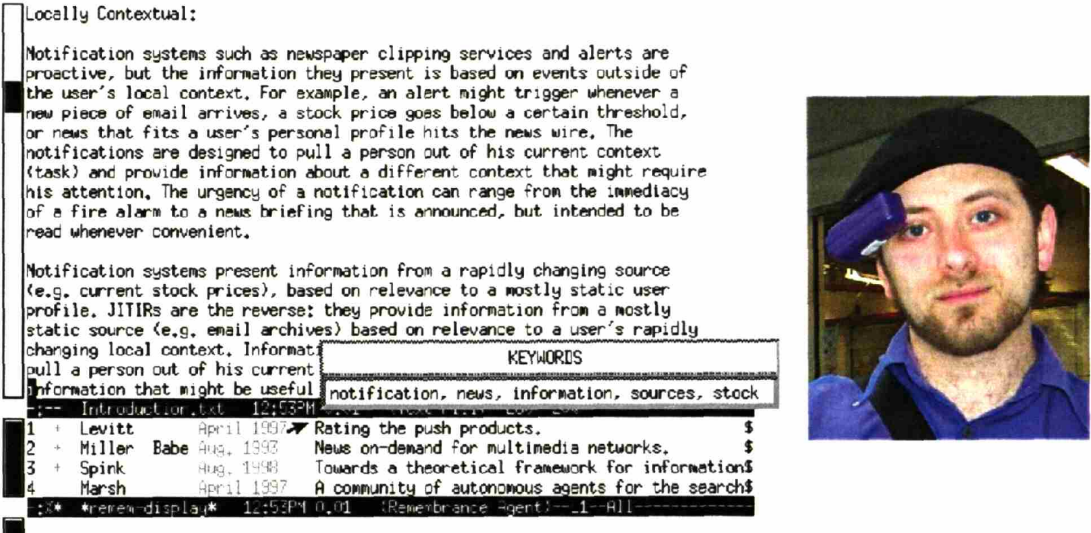 Locally Contextual:
Notification systems such as newspaper clipping services and alerts are
proactive, but the information they present is based on events outside of
the user's local context. For example, an alert might trigger whenever a
new piece of email arrives, a stock price goes below a certain threshold,
or news that fits a user's personal profile hits the news wire. The
notifications are designed to pull a person out of his current context
(task) and provide information about a different context that might require
his attention. The urgency of a notification can range from the immediacy
of a fire alarm to a news briefing that is announced, but intended to be
read whenever convenient.
Notification systems present information from a rapidly changing source
(e.g. current stock prices), based on relevance to a mostly static user
profile. JITIRs are the reverse: they provide information from a mostly
static source (e.g. email archives) based on relevance to a user's rapidly
changing local context. Informati
pull a person out of his current
information that might be useful
KEYWORDS
notification, news, information, sources, stock
-:-- Introduction.txt 12:53PM 0.01
1 + Levitt April 1997 Rating the push products. $
2 + Miller Babe Aug. 1993 News on-demand for multimedia networks. $
3 + Spink Aug. 1998 Towards a theoretical framework for information$
4 Marsh April 1997 A community of autonomous agents for the search$
-:%* *remem-display* 12:53PM 0.01 (Remembrance Agent)--L1--All